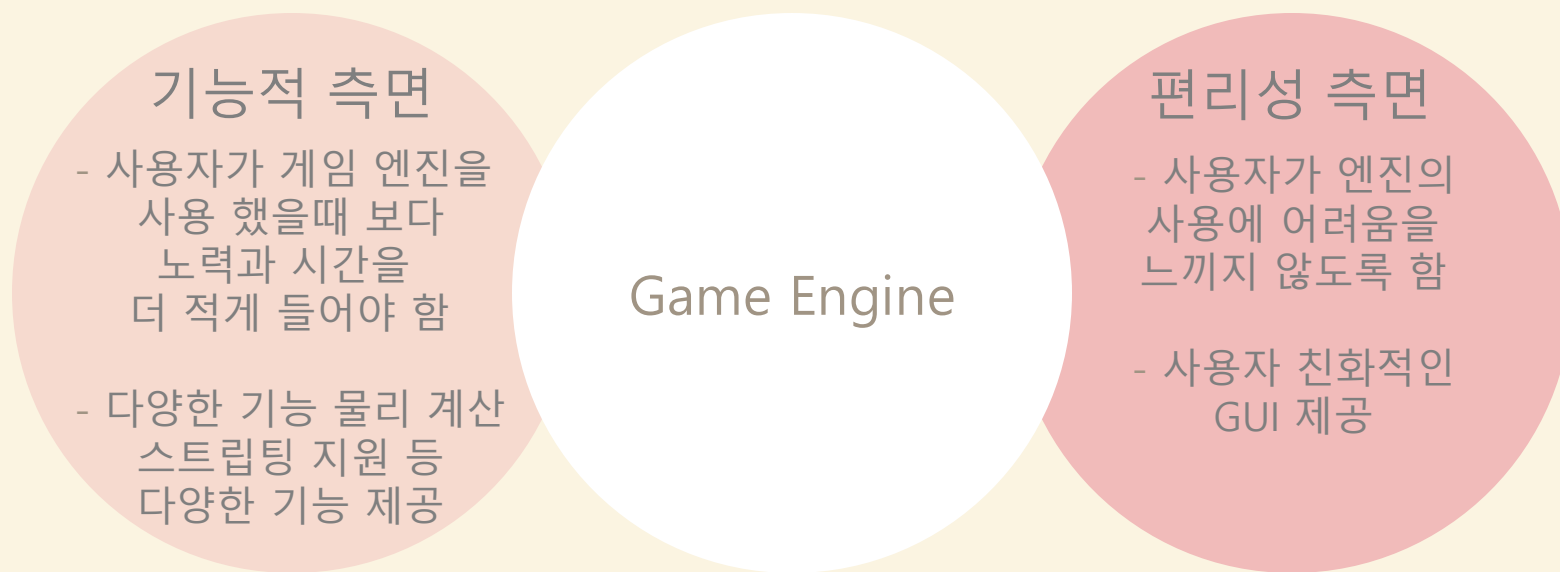 기능적 측면
- 사용자가 게임 엔진을
사용 했을때 보다
노력과 시간을
더 적게 들어야 함
- 다양한 기능 물리 계산
스트립팅 지원 등
다양한 기능 제공
Game Engine
편리성 측면
- 사용자가 엔진의
사용에 어려움을
느끼지 않도록 함
- 사용자 친화적인
GUI 제공